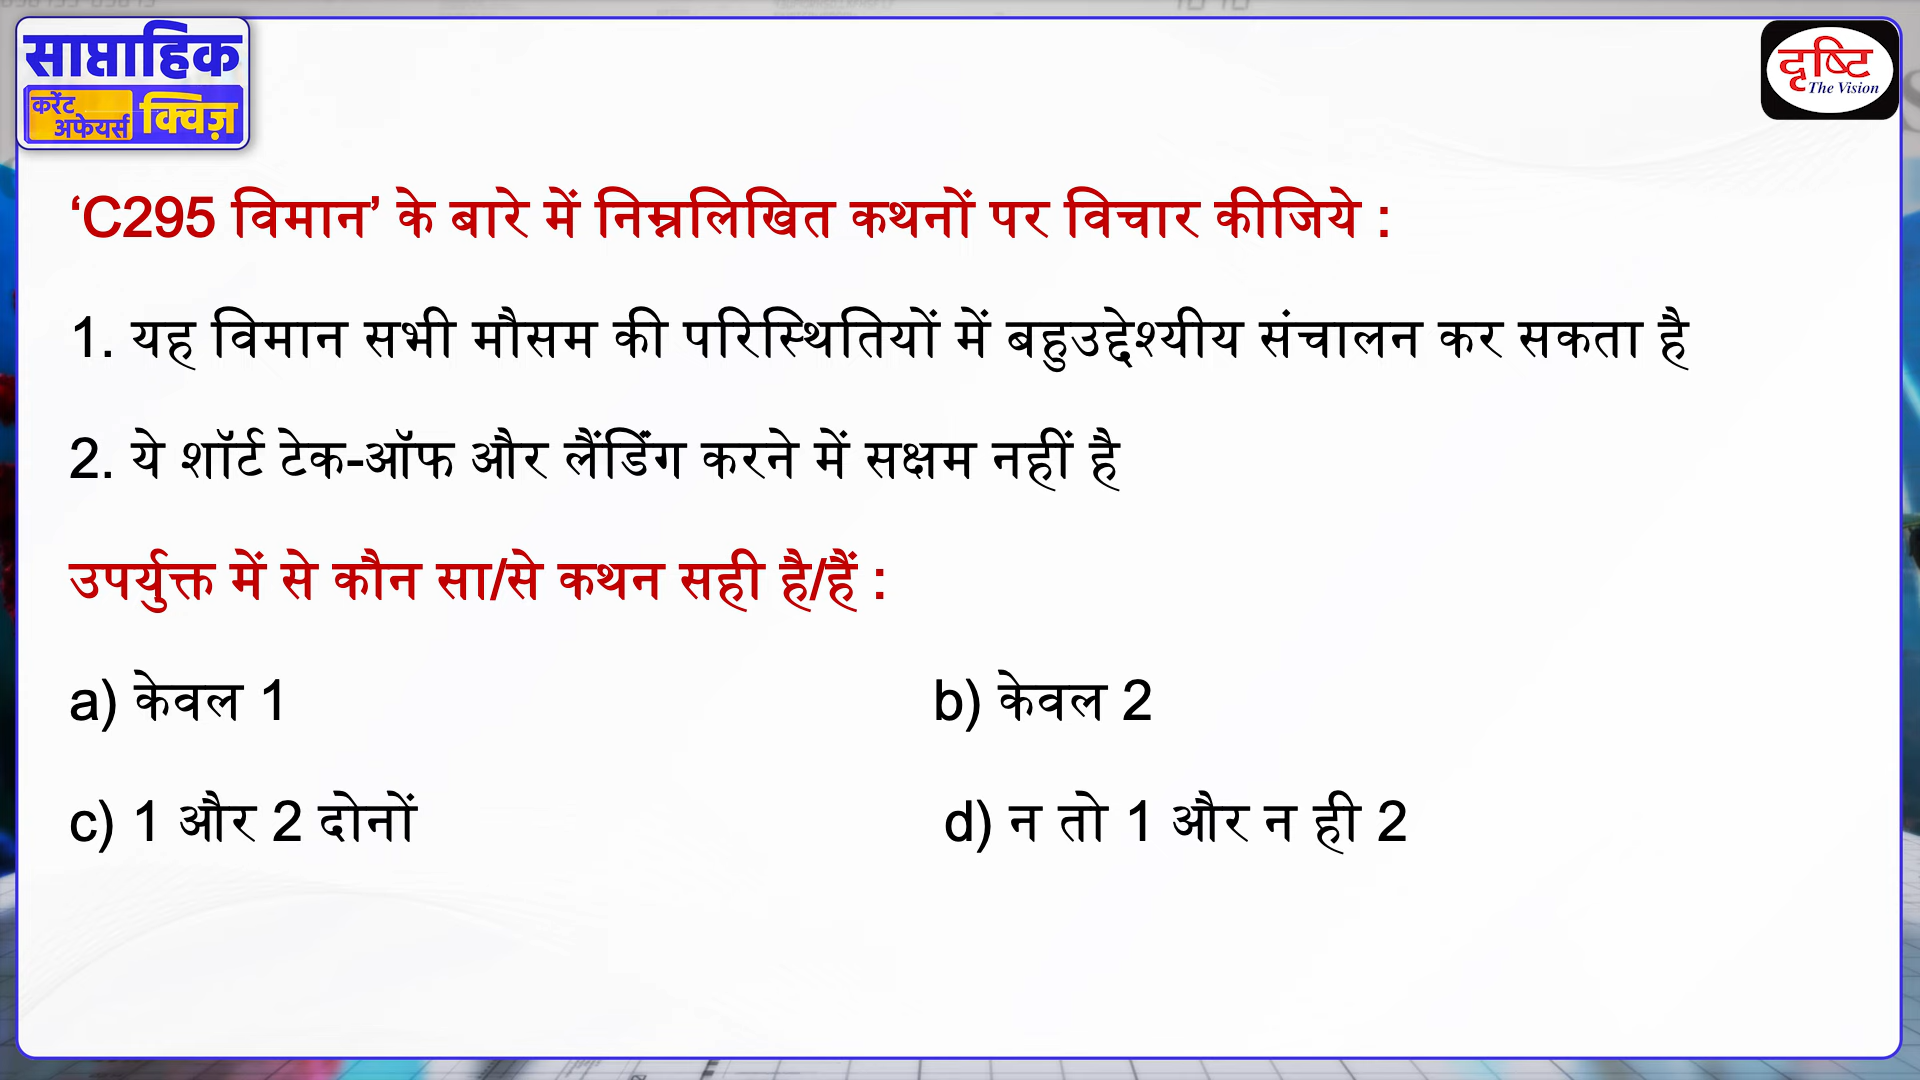 साप्ताहिक
करेंट
अफेयर्स क्विज़
दृष्टि
The Vision
‘C295 विमान’ के बारे में निम्नलिखित कथनों पर विचार कीजिये :
1. यह विमान सभी मौसम की परिस्थितियों में बहुउद्देश्यीय संचालन कर सकता है
2. ये शॉर्ट टेक-ऑफ और लैंडिंग करने में सक्षम नहीं है
उपर्युक्त में से कौन सा/से कथन सही है/हैं :
a) केवल 1 b) केवल 2
c) 1 और 2 दोनों d) न तो 1 और न ही 2